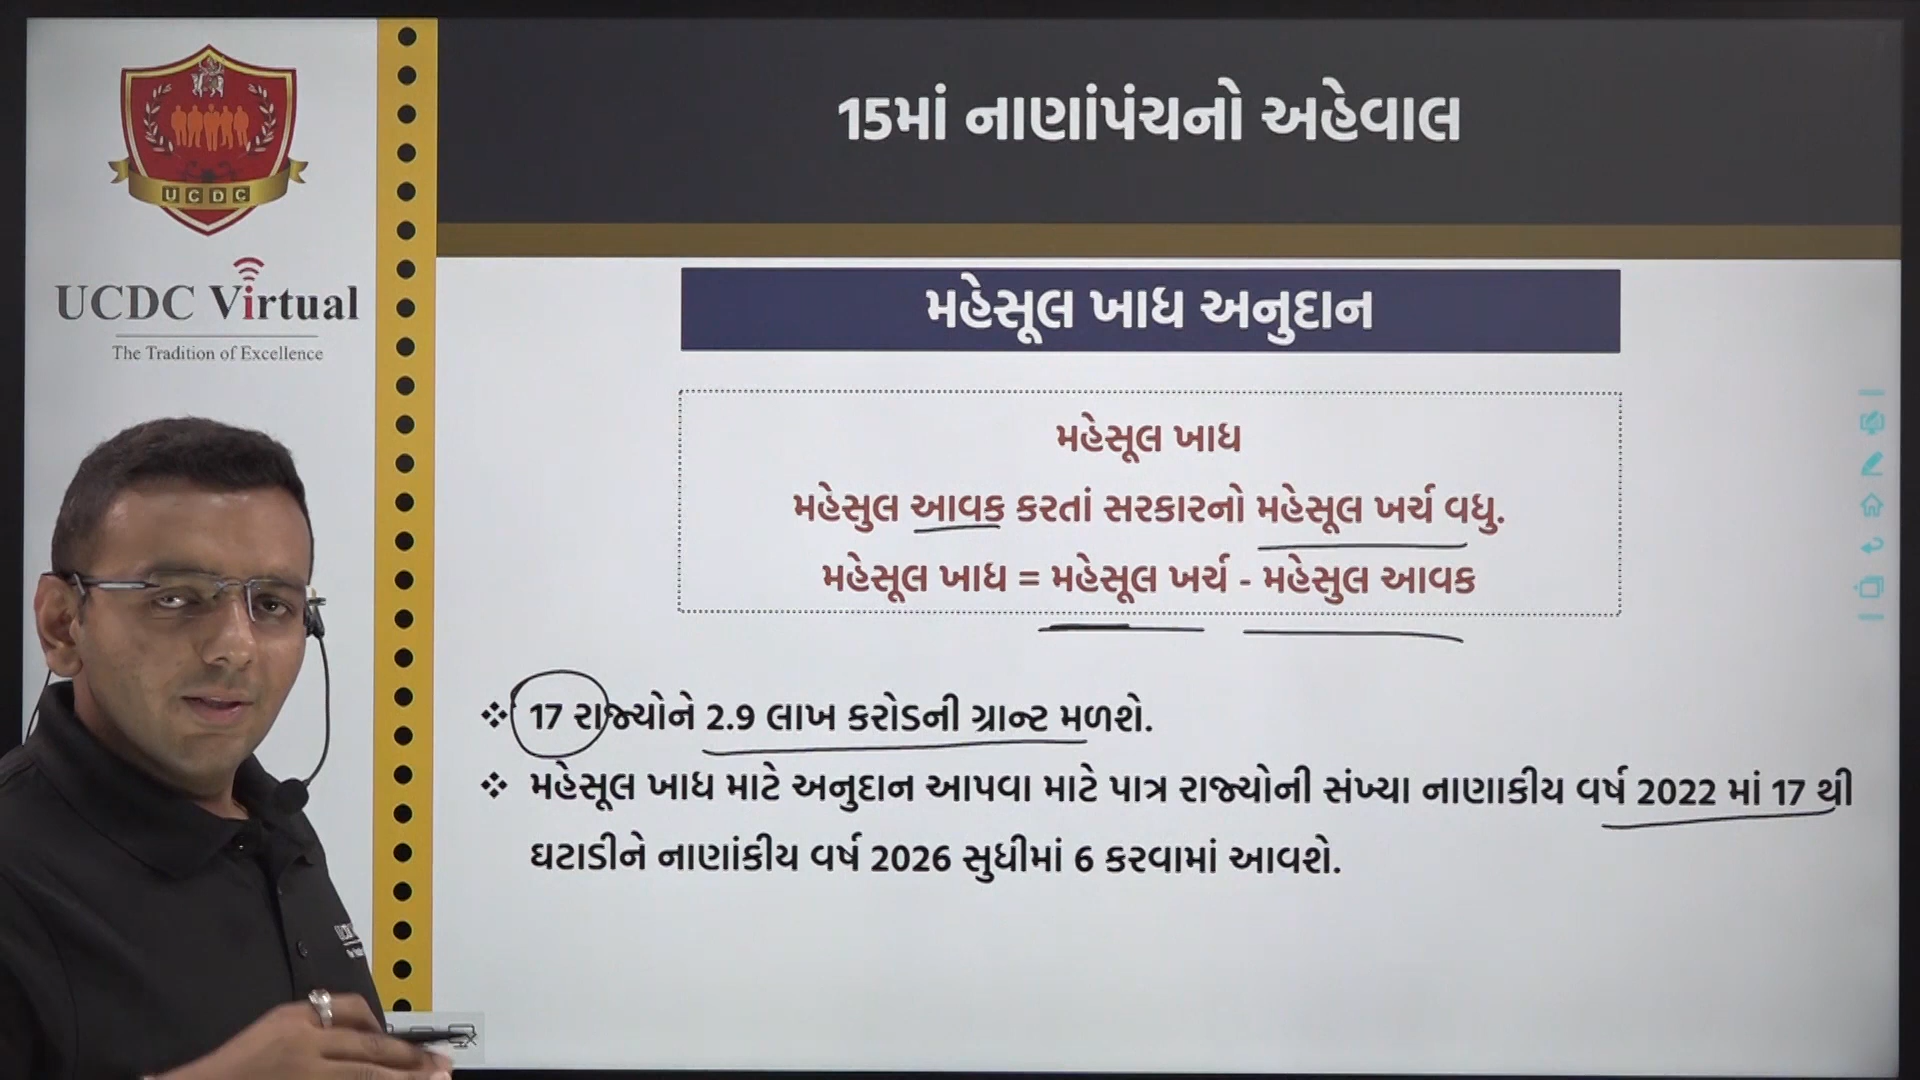 15માં નાણાંપંચનો અહેવાલ
UCDC
UCDC Virtual
The Tradition of Excellence
મહેસૂલ ખાધ અનુદાન
મહેસૂલ ખાધ
મહેસુલ આવક કરતાં સરકારનો મહેસૂલ ખર્ચ વધુ.
મહેસૂલ ખાધ = મહેસૂલ ખર્ચ - મહેસુલ આવક
❖ 17 રાજ્યોને 2.9 લાખ કરોડની ગ્રાન્ટ મળશે.
❖ મહેસૂલ ખાધ માટે અનુદાન આપવા માટે પાત્ર રાજ્યોની સંખ્યા નાણાકીય વર્ષ 2022 માં 17 થી
ઘટાડીને નાણાંકીય વર્ષ 2026 સુધીમાં 6 કરવામાં આવશે.